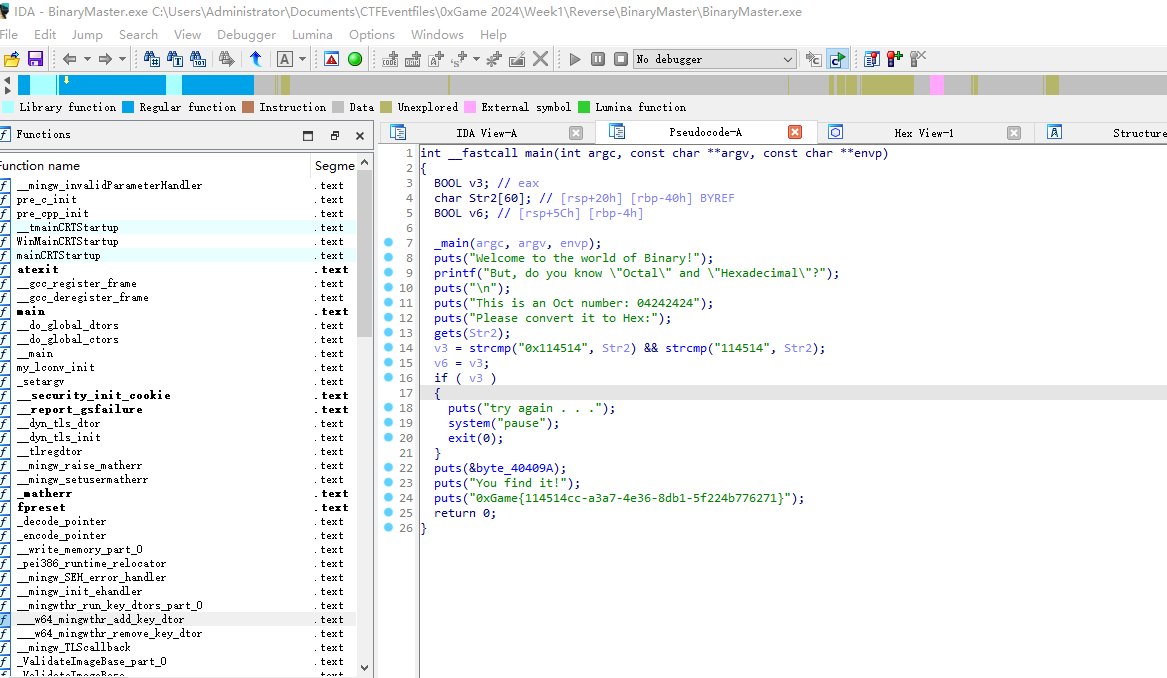 IDA - BinaryMaster.exe C:\Users\Administrator\Documents\CTFEventfiles\0xGame 2024\Week1\Reverse\BinaryMaster\BinaryMaster.exe
File Edit Jump Search View Debugger Lumina Options Windows Help
No debugger
Library function Regular function Instruction Data Unexplored External symbol Lumina function
Functions
IDA View-A Pseudocode-A Hex View-1 Structure
Function name Segme
__mingw_invalidParameterHandler .text
pre_c_init .text
pre_cpp_init .text
__tmainCRTStartup .text
WinMainCRTStartup .text
mainCRTStartup .text
atexit .text
__gcc_register_frame .text
__gcc_deregister_frame .text
main .text
__do_global_dtors .text
__do_global_ctors .text
__main .text
my_lconv_init .text
_setargv .text
__security_init_cookie .text
__report_gsfailure .text
__dyn_tls_dtor .text
__dyn_tls_init .text
__tlregdtor .text
__mingw_raise_matherr .text
__mingw_setusermatherr .text
_matherr .text
fpreset .text
_decode_pointer .text
_encode_pointer .text
__write_memory_part_0 .text
_pei386_runtime_relocator .text
__mingw_SEH_error_handler .text
__mingw_init_ehandler .text
__mingwthr_run_key_dtors_part_0 .text
___w64_mingwthr_add_key_dtor .text
___w64_mingwthr_remove_key_dtor .text
__mingw_TLScallback .text
_ValidateImageBase_part_0 .text
_ValidateImageBase .text
1 int __fastcall main(int argc, const char **argv, const char **envp)
2 {
3 BOOL v3; // eax
4 char Str2[60]; // [rsp+20h] [rbp-40h] BYREF
5 BOOL v6; // [rsp+5Ch] [rbp-4h]
6
7 _main(argc, argv, envp);
8 puts("Welcome to the world of Binary!");
9 printf("But, do you know \"Octal\" and \"Hexadecimal\"?");
10 puts("\n");
11 puts("This is an Oct number: 04242424");
12 puts("Please convert it to Hex:");
13 gets(Str2);
14 v3 = strcmp("0x114514", Str2) && strcmp("114514", Str2);
15 v6 = v3;
16 if ( v3 )
17 {
18 puts("try again . . .");
19 system("pause");
20 exit(0);
21 }
22 puts(&byte_40409A);
23 puts("You find it!");
24 puts("0xGame{114514cc-a3a7-4e36-8db1-5f224b776271}");
25 return 0;
26 }